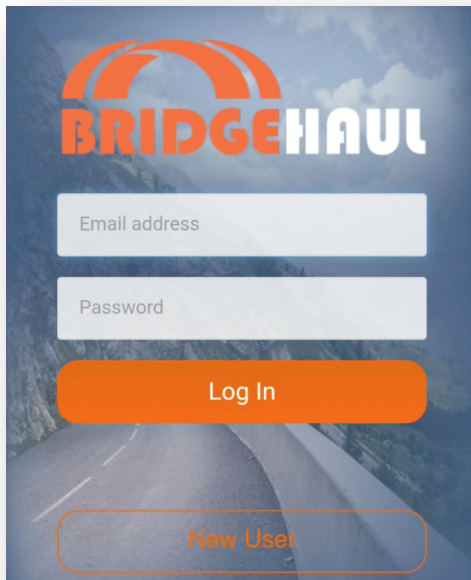 BRIDGEHAUL
Email address
Password
Log In
New User